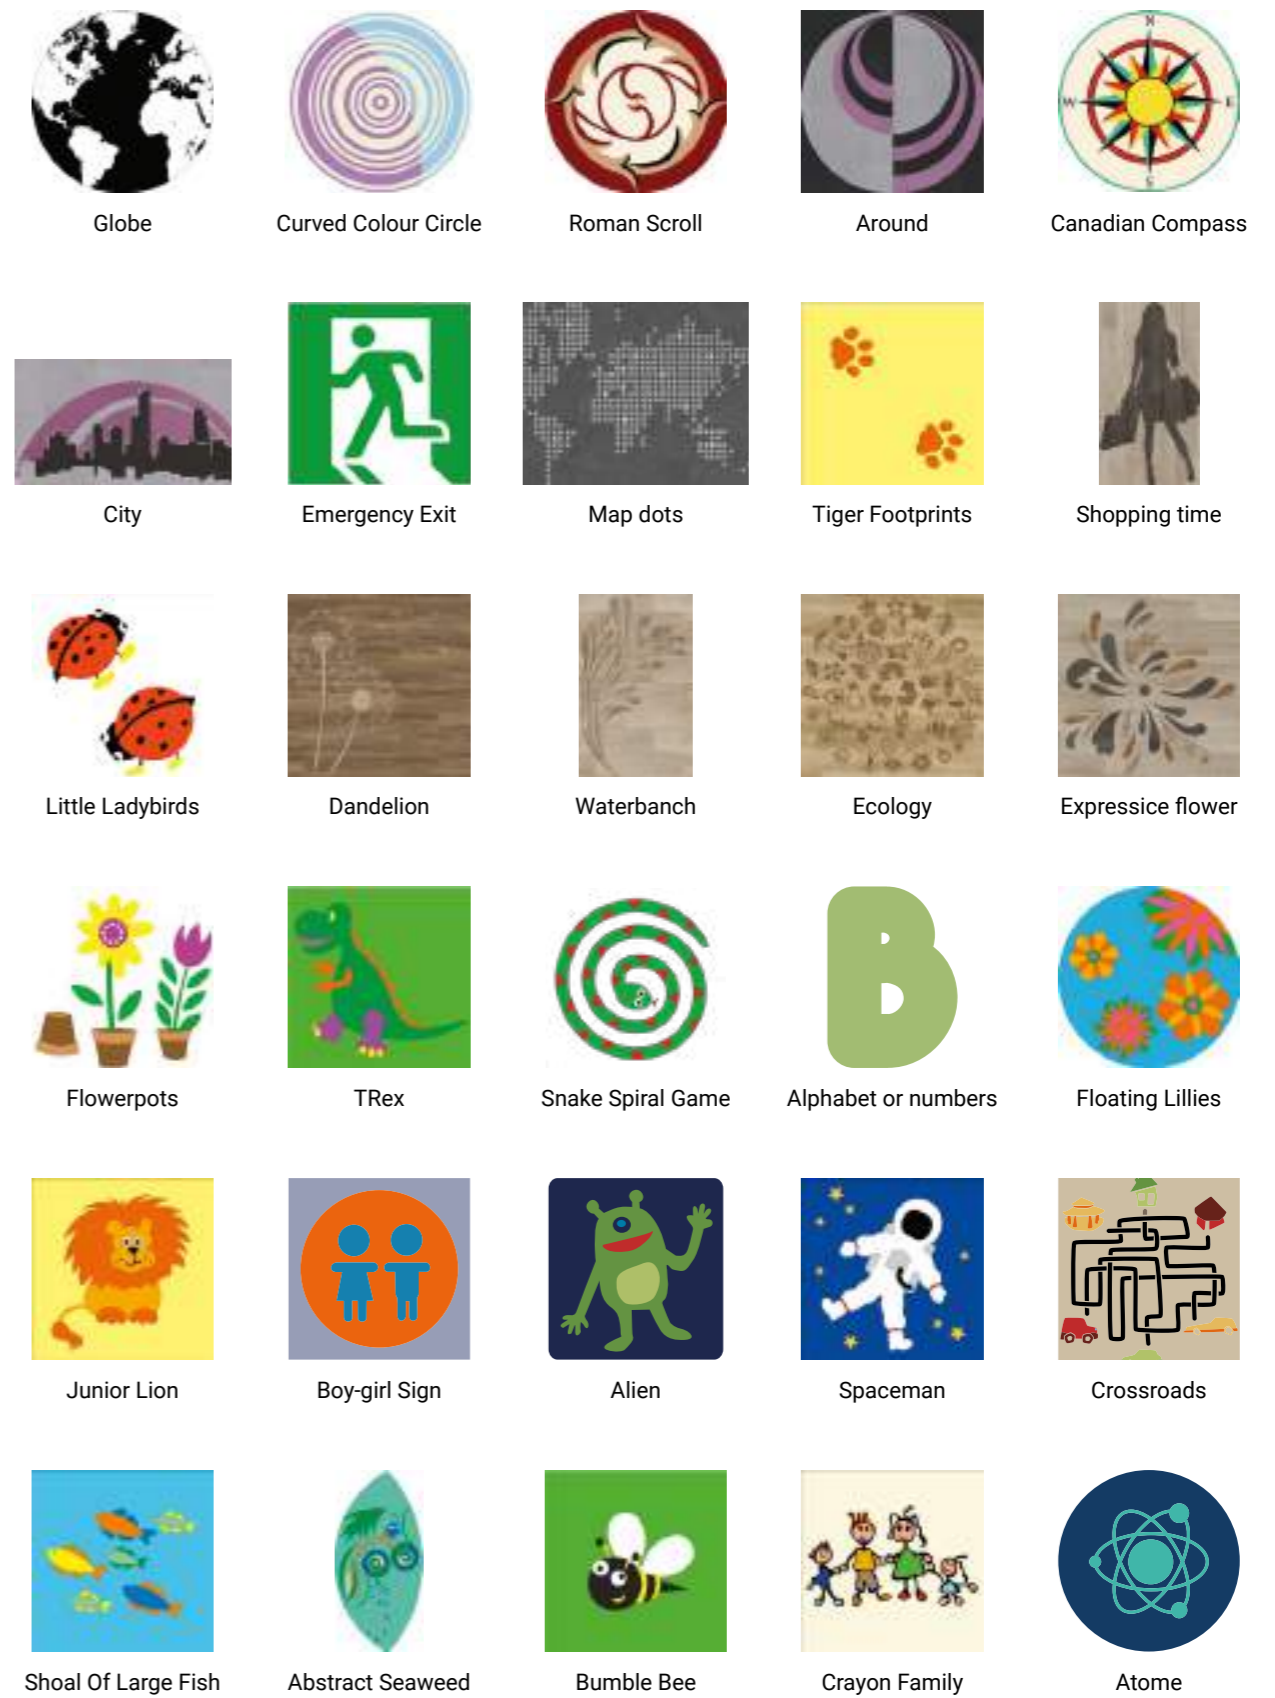 N
W
E
S
Globe
Curved Colour Circle
Roman Scroll
Around
Canadian Compass
City
Emergency Exit
Map dots
Tiger Footprints
Shopping time
Little Ladybirds
Dandelion
Waterbanch
Ecology
Expressice flower
B
Flowerpots
TRex
Snake Spiral Game
Alphabet or numbers
Floating Lillies
Junior Lion
Boy-girl Sign
Alien
Spaceman
Crossroads
Shoal Of Large Fish
Abstract Seaweed
Bumble Bee
Crayon Family
Atome